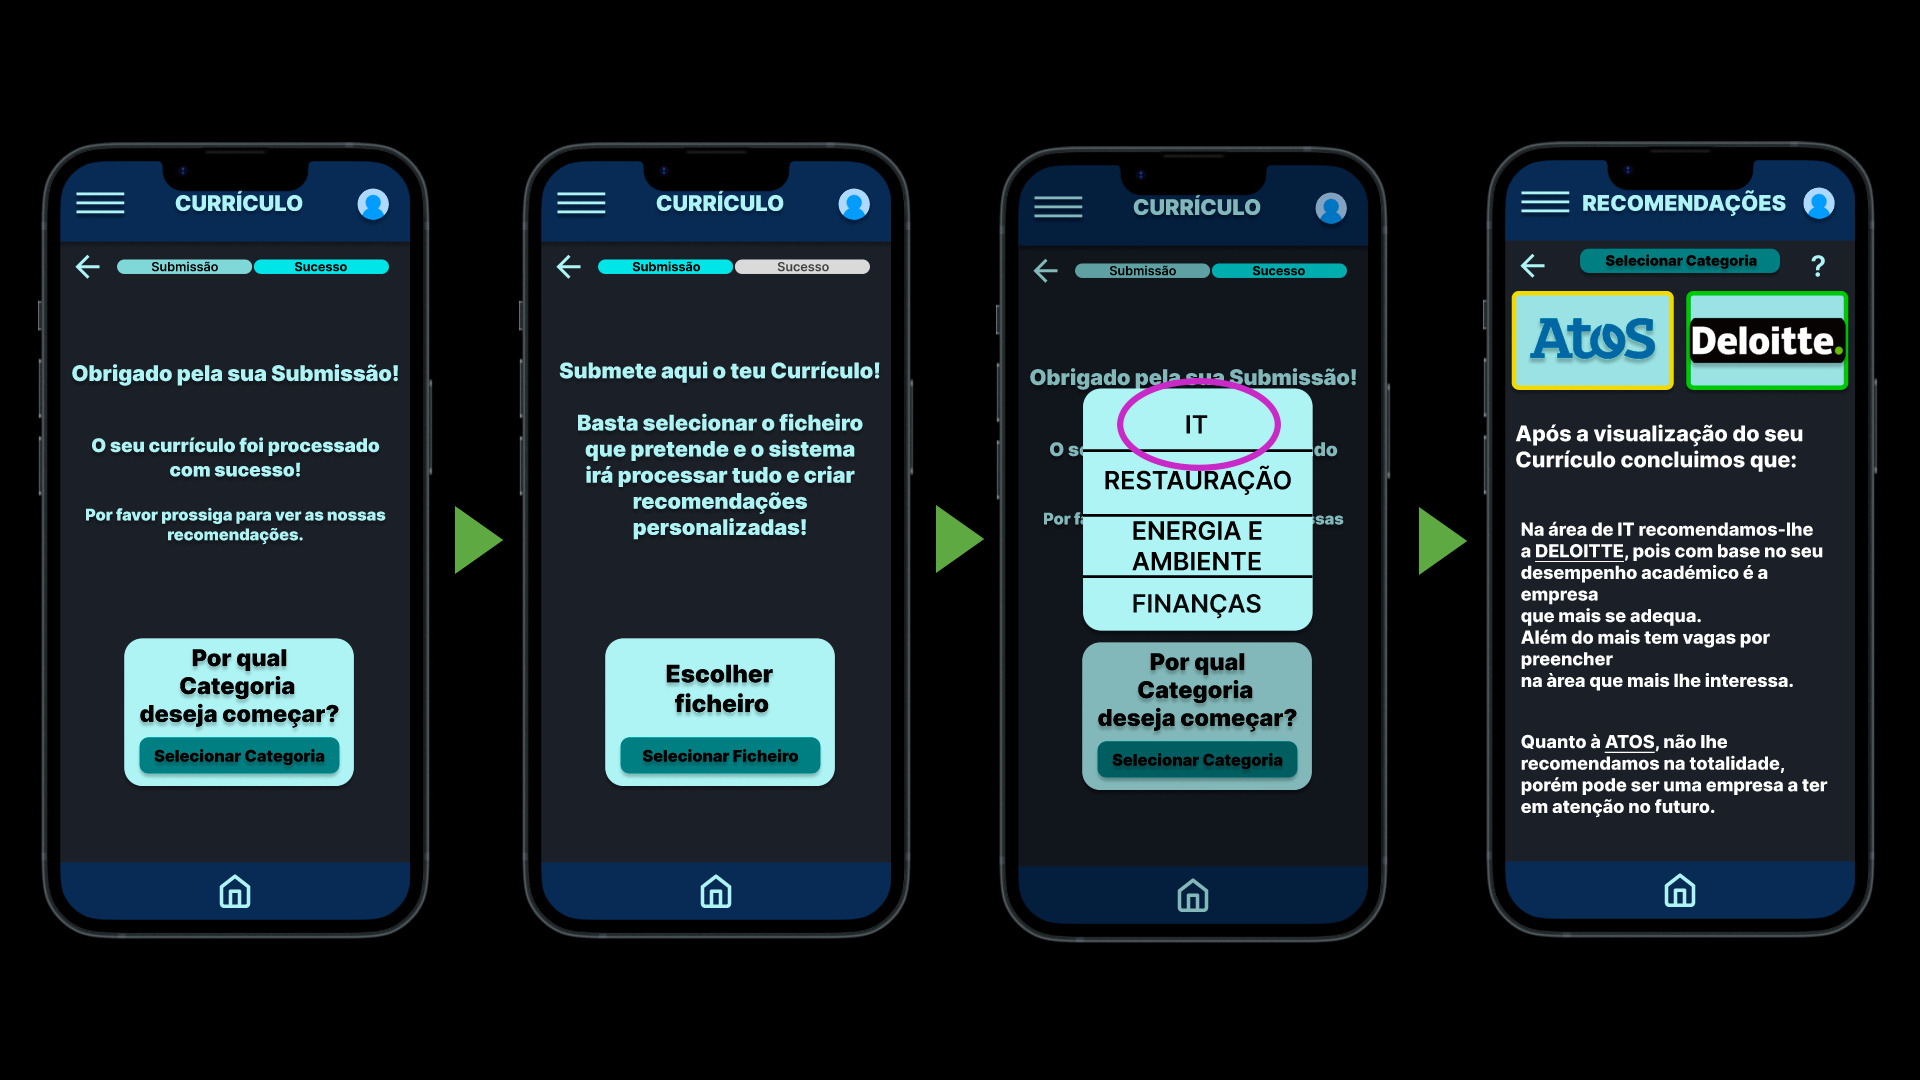 CURRÍCULO
Submissão
Sucesso
Obrigado pela sua Submissão!
O seu currículo foi processado
com sucesso!
Por favor prossiga para ver as nossas
recomendações.
Por qual
Categoria
deseja começar?
Selecionar Categoria
CURRÍCULO
Submissão
Sucesso
Submete aqui o teu Currículo!
Basta selecionar o ficheiro
que pretende e o sistema
irá processar tudo e criar
recomendações
personalizadas!
Escolher
ficheiro
Selecionar Ficheiro
CURRÍCULO
Submissão
Sucesso
Obrigado pela sua Submissão!
IT
RESTAURAÇÃO
ENERGIA E
AMBIENTE
FINANÇAS
Por qual
Categoria
deseja começar?
Selecionar Categoria
RECOMENDAÇÕES
Selecionar Categoria
?
Atos
Deloitte.
Após a visualização do seu
Currículo concluimos que:
Na área de IT recomendamos-lhe
a DELOITTE, pois com base no seu
desempenho académico é a
empresa
que mais se adequa.
Além do mais tem vagas por
preencher
na àrea que mais lhe interessa.
Quanto à ATOS, não lhe
recomendamos na totalidade,
porém pode ser uma empresa a ter
em atenção no futuro.